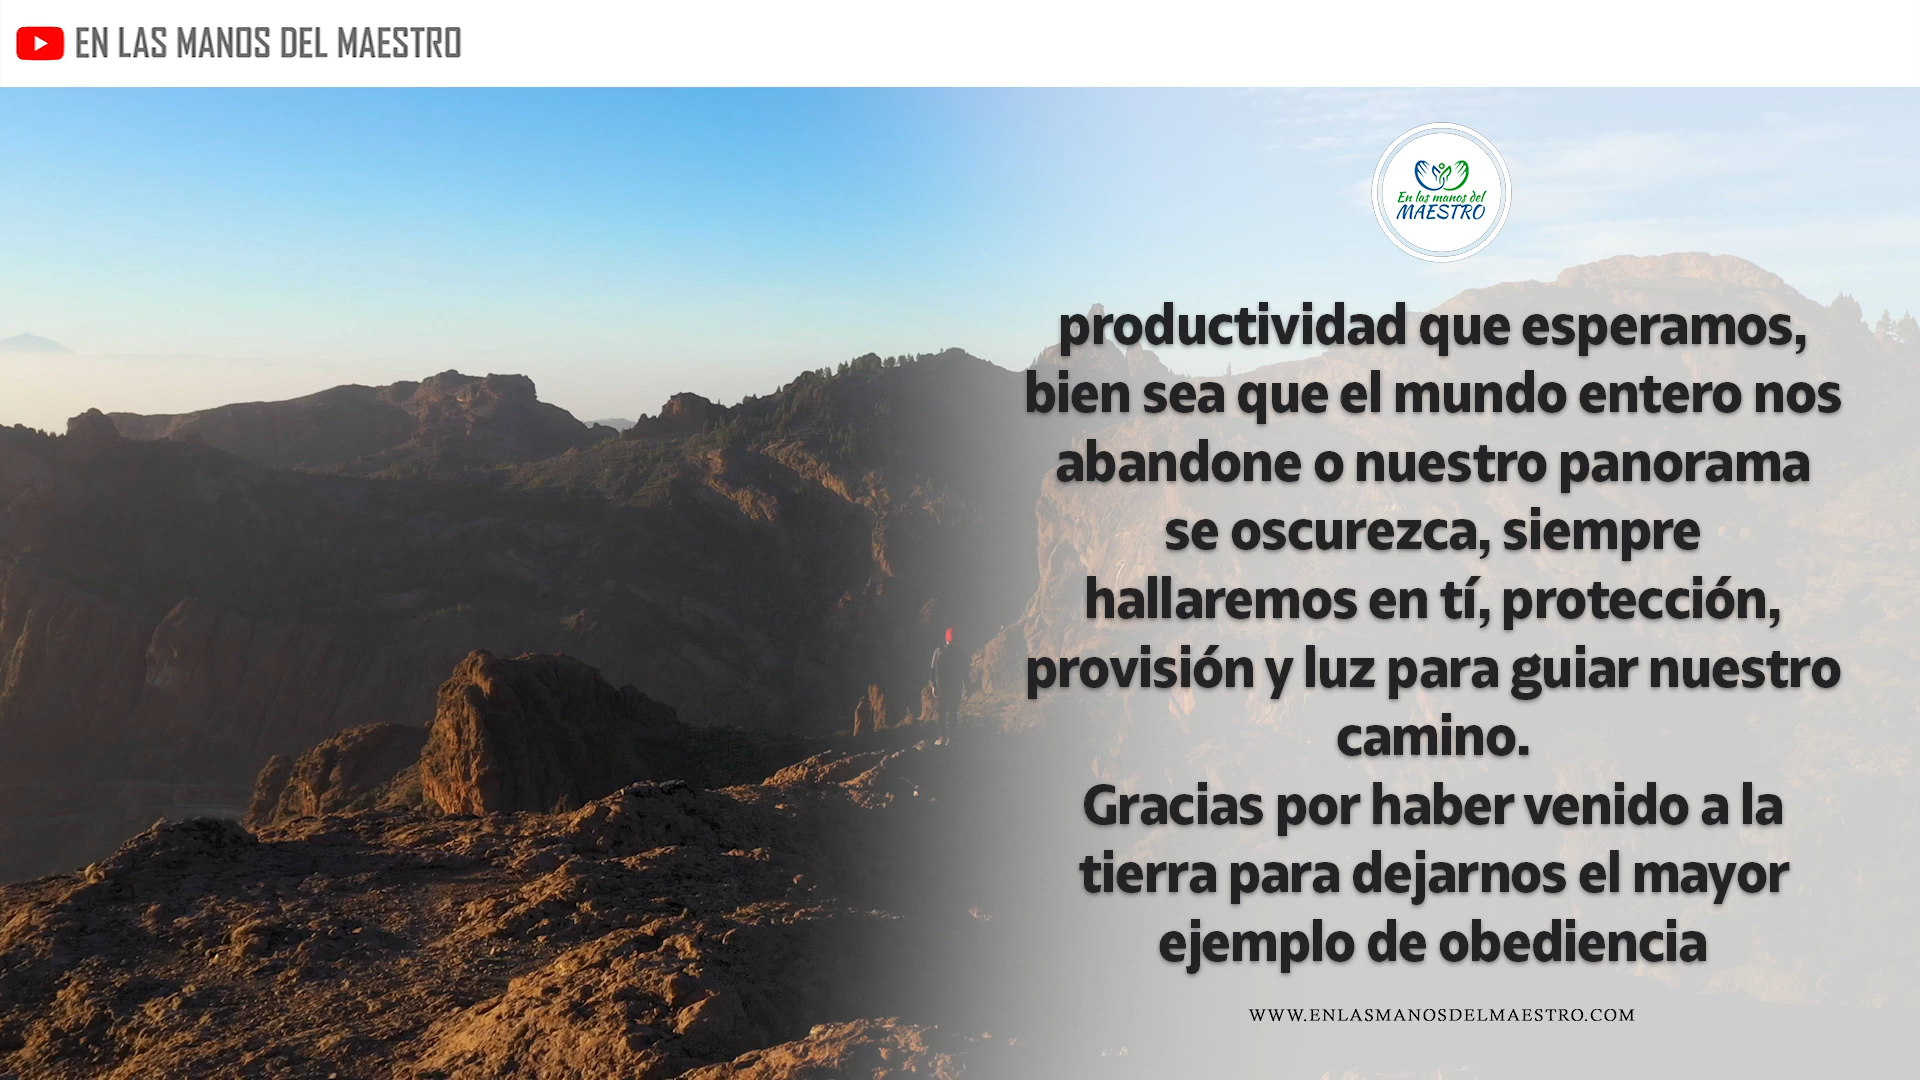 EN LAS MANOS DEL MAESTRO
En las manos del
MAESTRO
productividad que esperamos,
bien sea que el mundo entero nos
abandone o nuestro panorama
se oscurezca, siempre
hallaremos en tí, protección,
provisión y luz para guiar nuestro
camino.
Gracias por haber venido a la
tierra para dejarnos el mayor
ejemplo de obediencia
WWW.ENLASMANOSDELMAESTRO.COM